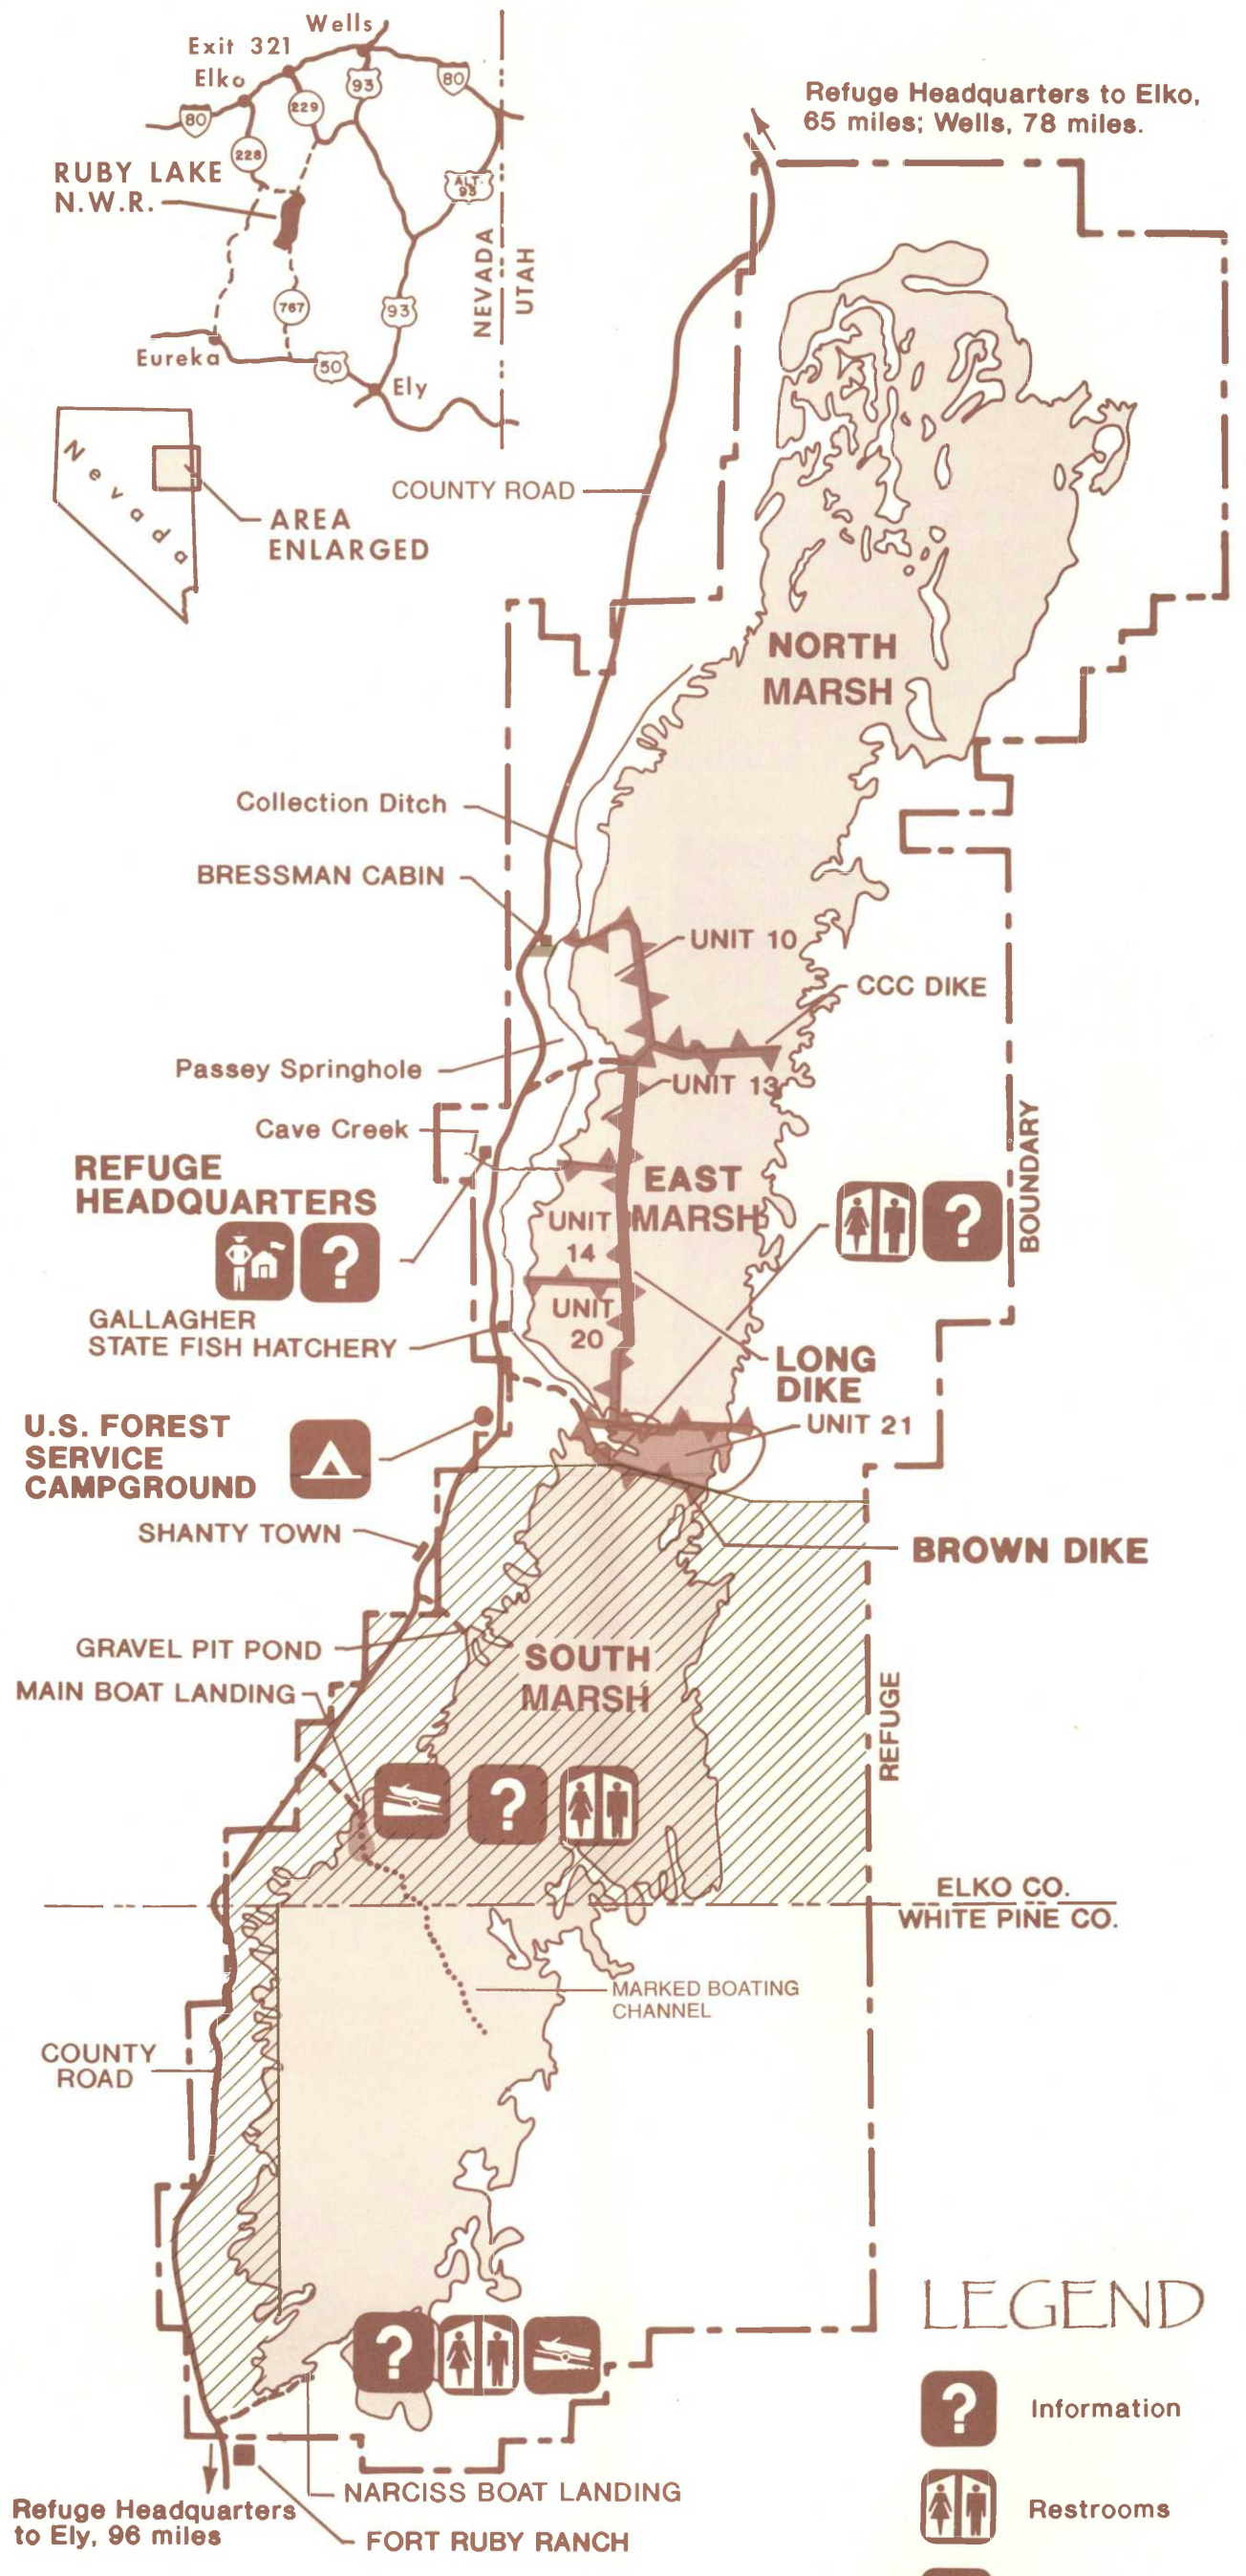 Wells
Exit 321
Elko
80
93
80
229
228
ALT.
93
RUBY LAKE
N.W.R.
NEVADA
UTAH
767
93
Eureka
50
Ely
Nevada
AREA
ENLARGED
Refuge Headquarters to Elko,
65 miles; Wells, 78 miles.
COUNTY ROAD
NORTH
MARSH
Collection Ditch
BRESSMAN CABIN
UNIT 10
CCC DIKE
Passey Springhole
UNIT 13
Cave Creek
REFUGE
HEADQUARTERS
?
EAST
MARSH
UNIT
14
?
BOUNDARY
UNIT
20
GALLAGHER
STATE FISH HATCHERY
LONG
DIKE
UNIT 21
U.S. FOREST
SERVICE
CAMPGROUND
SHANTY TOWN
BROWN DIKE
GRAVEL PIT POND
SOUTH
MARSH
MAIN BOAT LANDING
REFUGE
?
ELKO CO.
WHITE PINE CO.
MARKED BOATING
CHANNEL
COUNTY
ROAD
?
NARCISS BOAT LANDING
Refuge Headquarters
to Ely, 96 miles
FORT RUBY RANCH
LEGEND
?
Information
Restrooms